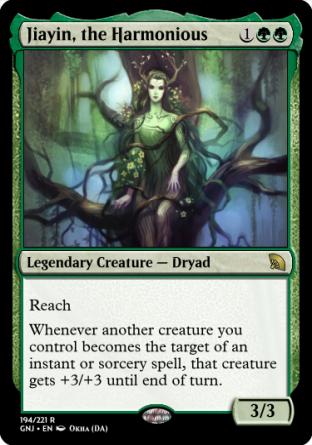 Jiayin, the Harmonious 1
Legendary Creature — Dryad
Reach
Whenever another creature you
control becomes the target of an
instant or sorcery spell, that creature
gets +3/+3 until end of turn.
194/221 R
GNJ • EN Okha (DA)
3/3